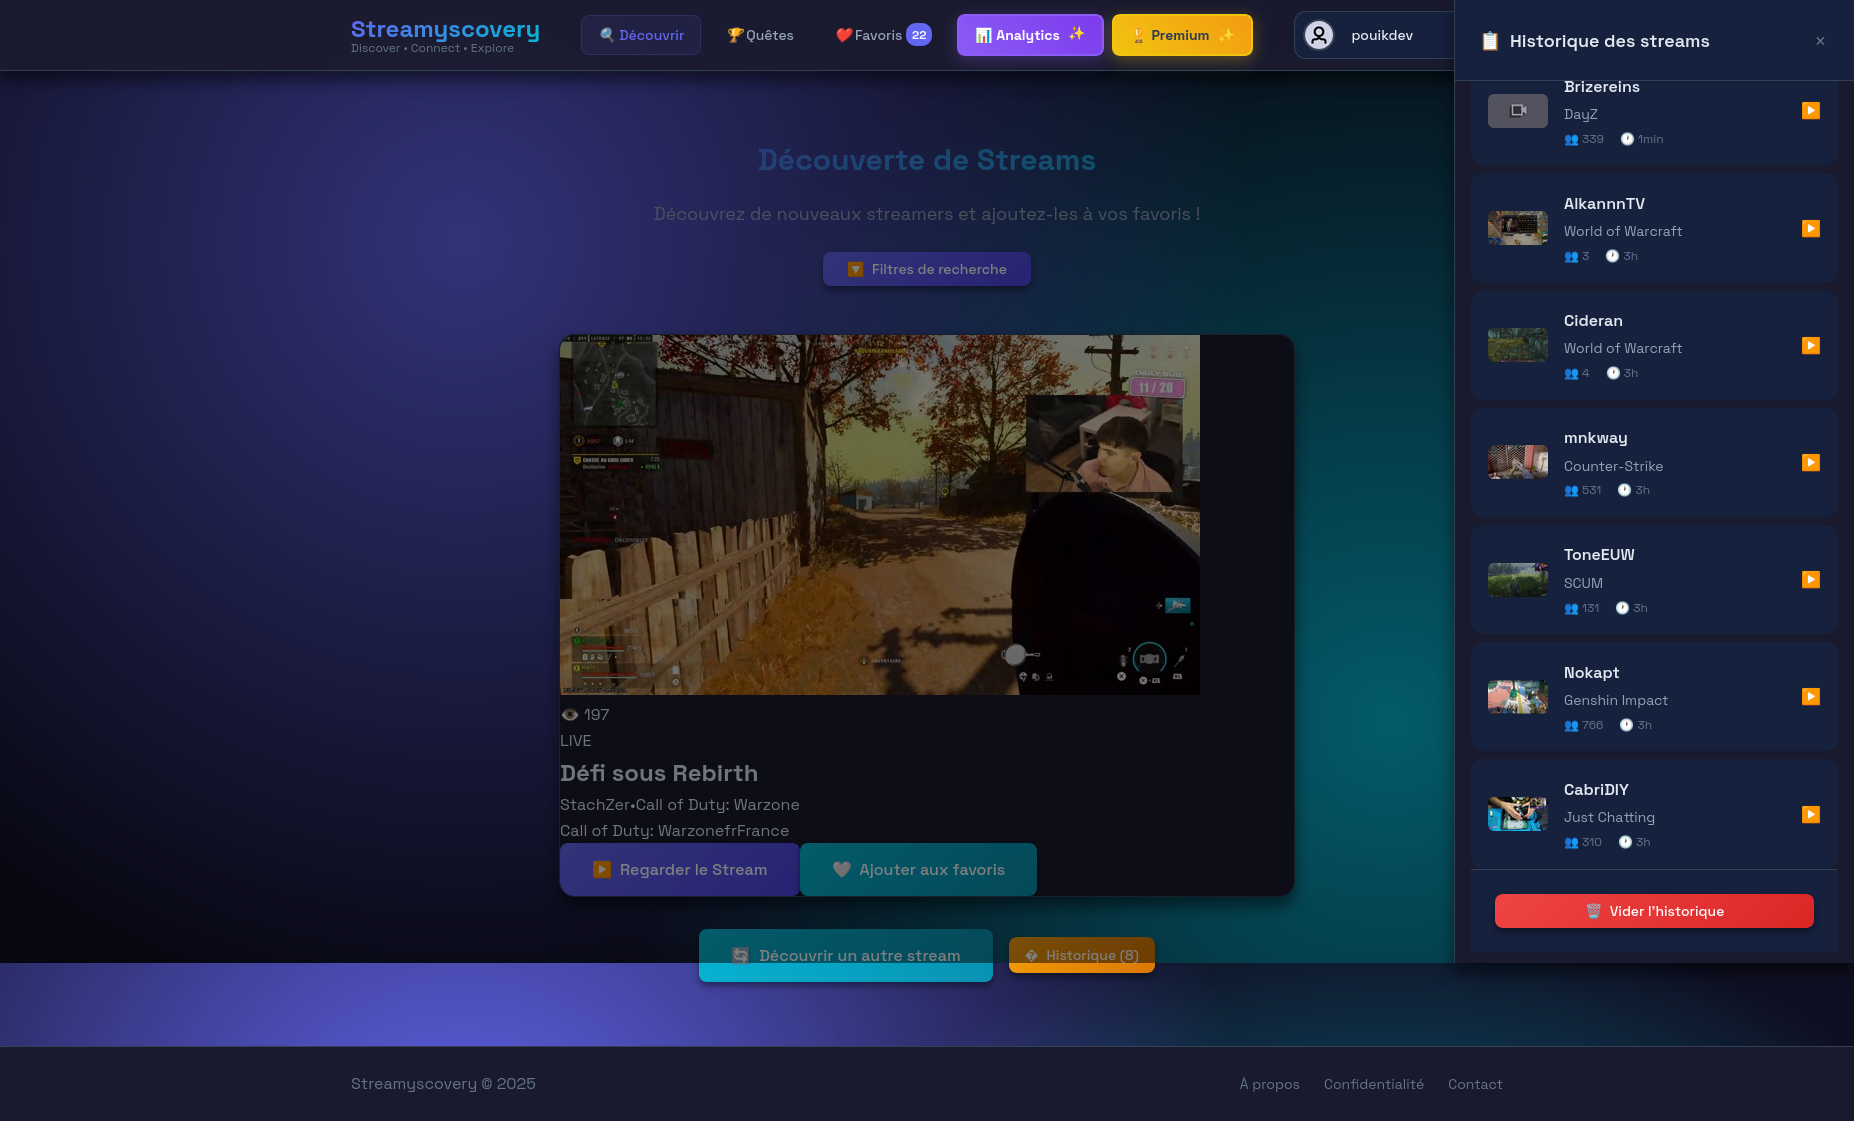 Streamyscovery
Discover • Connect • Explore
🔍 Découvrir
🏆 Quêtes
❤️ Favoris 22
📊 Analytics ✨
🏆 Premium ✨
pouikdev
📋 Historique des streams ×
Découverte de Streams
Découvrez de nouveaux streamers et ajoutez-les à vos favoris !
🔽 Filtres de recherche
DAILY SUB
11 / 20
👁️ 197
LIVE
Défi sous Rebirth
StachZer•Call of Duty: Warzone
Call of Duty: WarzonefrFrance
▶️ Regarder le Stream
🤍 Ajouter aux favoris
🔄 Découvrir un autre stream
� Historique (8)
Brizereins
DayZ
👥 339 🕐 1min
AlkannnTV
World of Warcraft
👥 3 🕐 3h
Cideran
World of Warcraft
👥 4 🕐 3h
mnkway
Counter-Strike
👥 531 🕐 3h
ToneEUW
SCUM
👥 131 🕐 3h
Nokapt
Genshin Impact
👥 766 🕐 3h
CabriDIY
Just Chatting
👥 310 🕐 3h
🗑️ Vider l'historique
Streamyscovery © 2025
À propos
Confidentialité
Contact